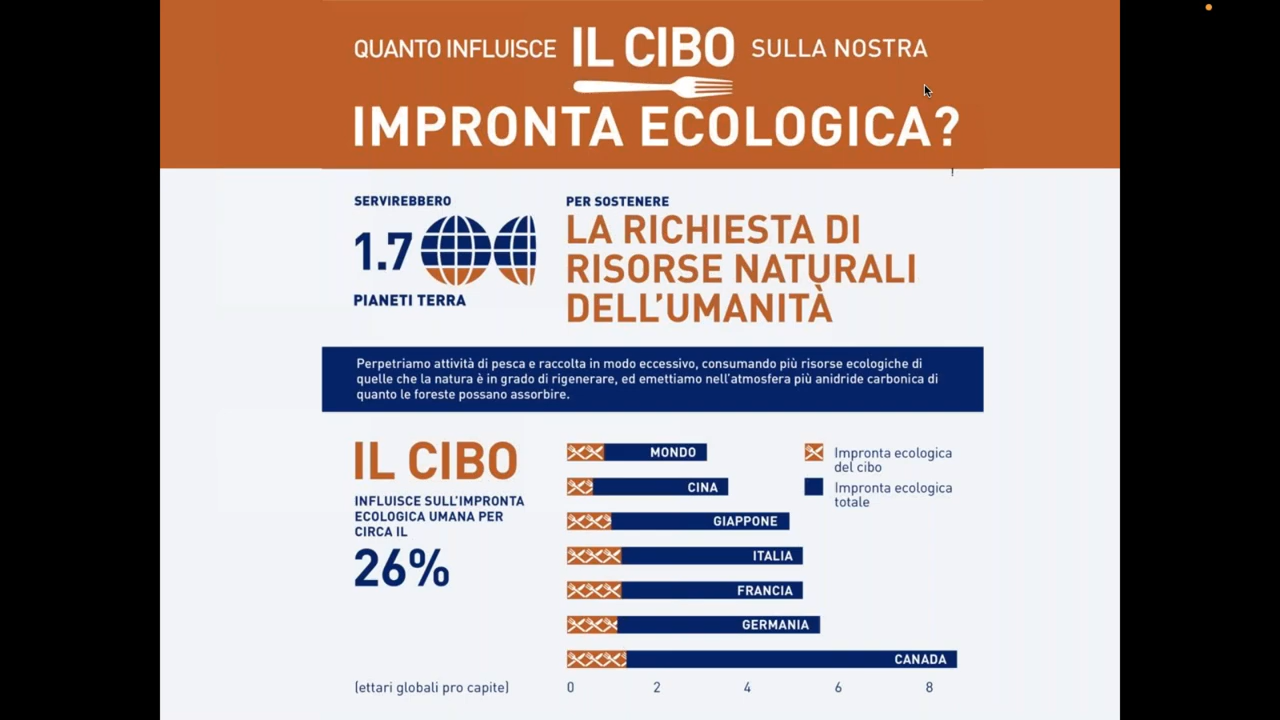 QUANTO INFLUISCE IL CIBO SULLA NOSTRA
IMPRONTA ECOLOGICA?
SERVIREBBERO
1.7
PIANETI TERRA
PER SOSTENERE
LA RICHIESTA DI
RISORSE NATURALI
DELL'UMANITÀ
Perpetriamo attività di pesca e raccolta in modo eccessivo, consumando più risorse ecologiche di
quelle che la natura è in grado di rigenerare, ed emettiamo nell'atmosfera più anidride carbonica di
quanto le foreste possano assorbire.
IL CIBO
INFLUISCE SULL'IMPRONTA
ECOLOGICA UMANA PER
CIRCA IL
26%
MONDO
CINA
GIAPPONE
ITALIA
FRANCIA
GERMANIA
CANADA
Impronta ecologica
del cibo
Impronta ecologica
totale
(ettari globali pro capite)
0 2 4 6 8